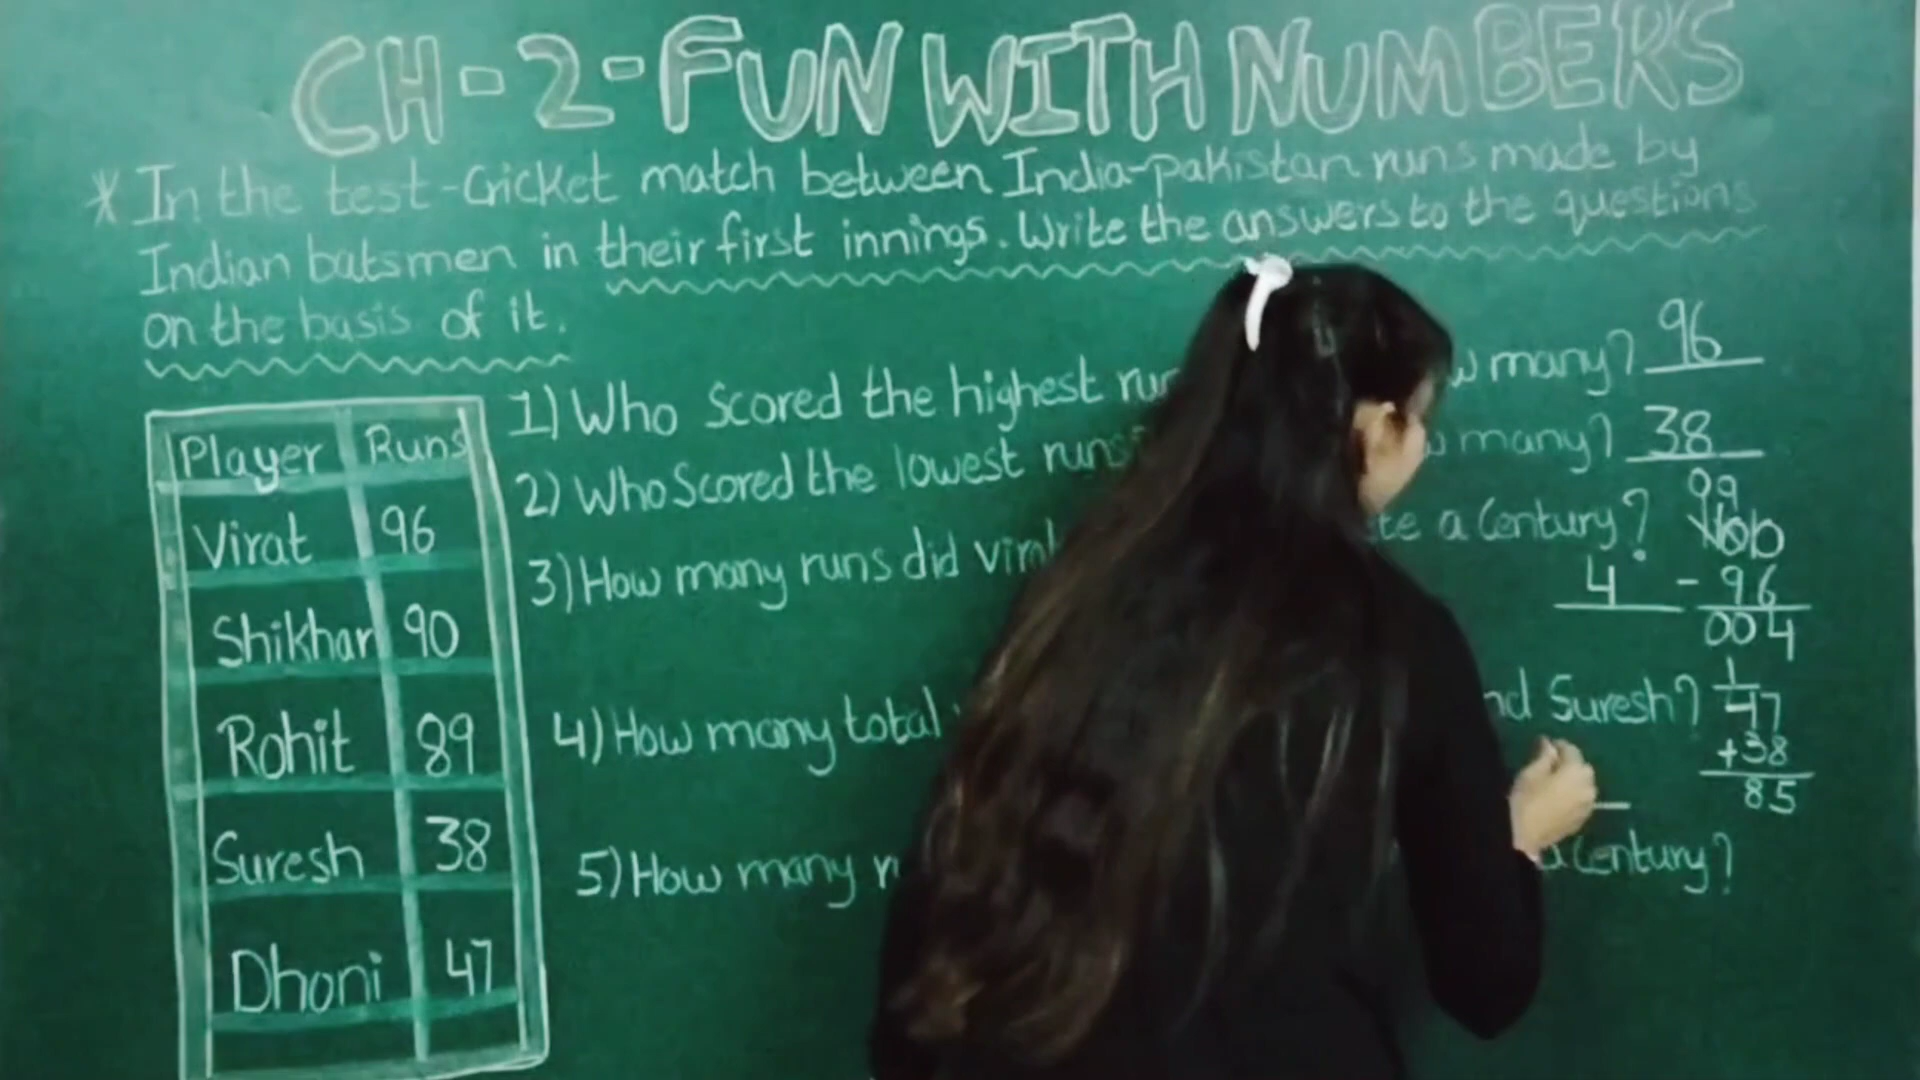 CH-2-FUN WITH NUMBERS
* In the test-Cricket match between India-pakistan runs made by
Indian batsmen in their first innings. Write the answers to the questions
on the basis of it.
Player Runs
Virat 96
Shikhar 90
Rohit 89
Suresh 38
Dhoni 47
1) Who Scored the highest many? 96
2) Who Scored the lowest runs? many? 38
3) How many runs did a Century?
4
99
100
- 96
004
4) How many total Suresh?
1
47
+38
85
5) How many a Century?